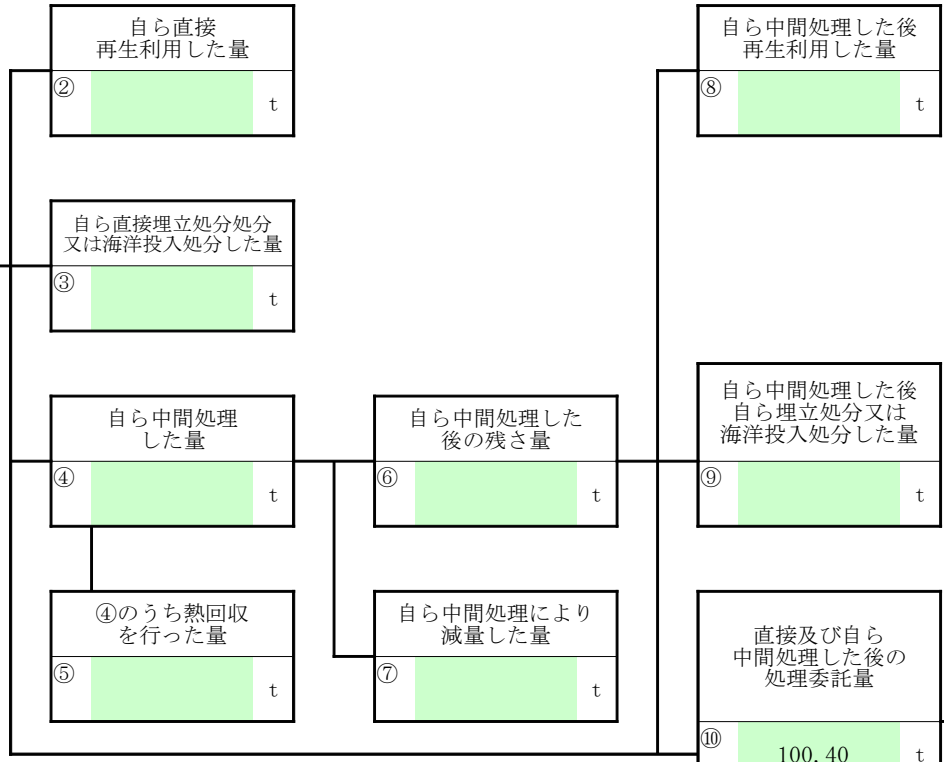 自ら直接
再生利用した量
②
t
自ら中間処理した後
再生利用した量
⑧
t
自ら直接埋立処分処分
又は海洋投入処分した量
③
t
自ら中間処理
した量
④
t
自ら中間処理した
後の残さ量
⑥
t
自ら中間処理した後
自ら埋立処分又は
海洋投入処分した量
⑨
t
④のうち熱回収
を行った量
⑤
t
自ら中間処理により
減量した量
⑦
t
直接及び自ら
中間処理した後の
処理委託量
⑩
100.40 t